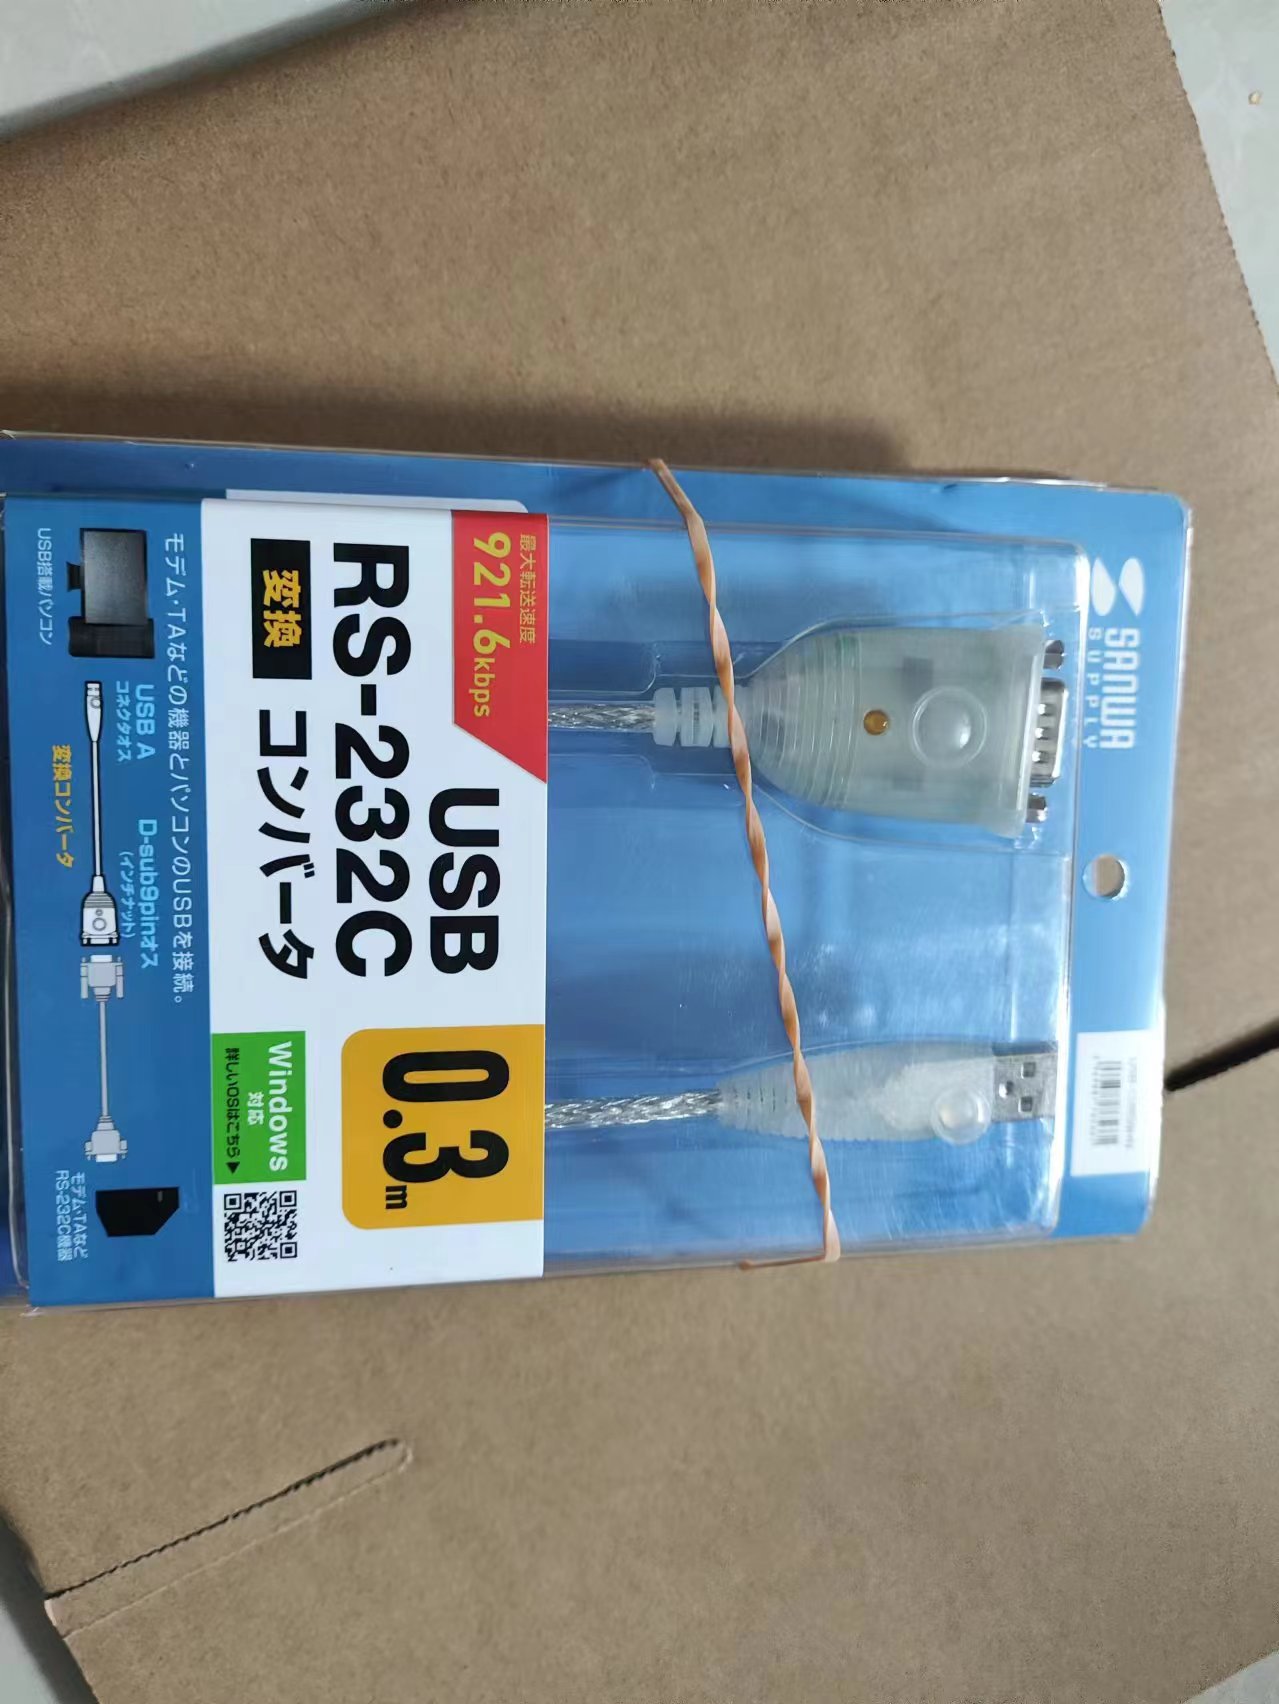 SANWA
SUPPLY
最大転送速度
921.6kbps
USB
RS-232C
変換 コンバータ
0.3m
Windows
対応
詳しいOSはこちら▶
モデム・TAなどの機器とパソコンのUSBを接続。
USB A
コネクタオス
D-sub9pinオス
(インチナット)
変換コンバータ
USB搭載パソコン
モデム・TAなど
RS-232C機器